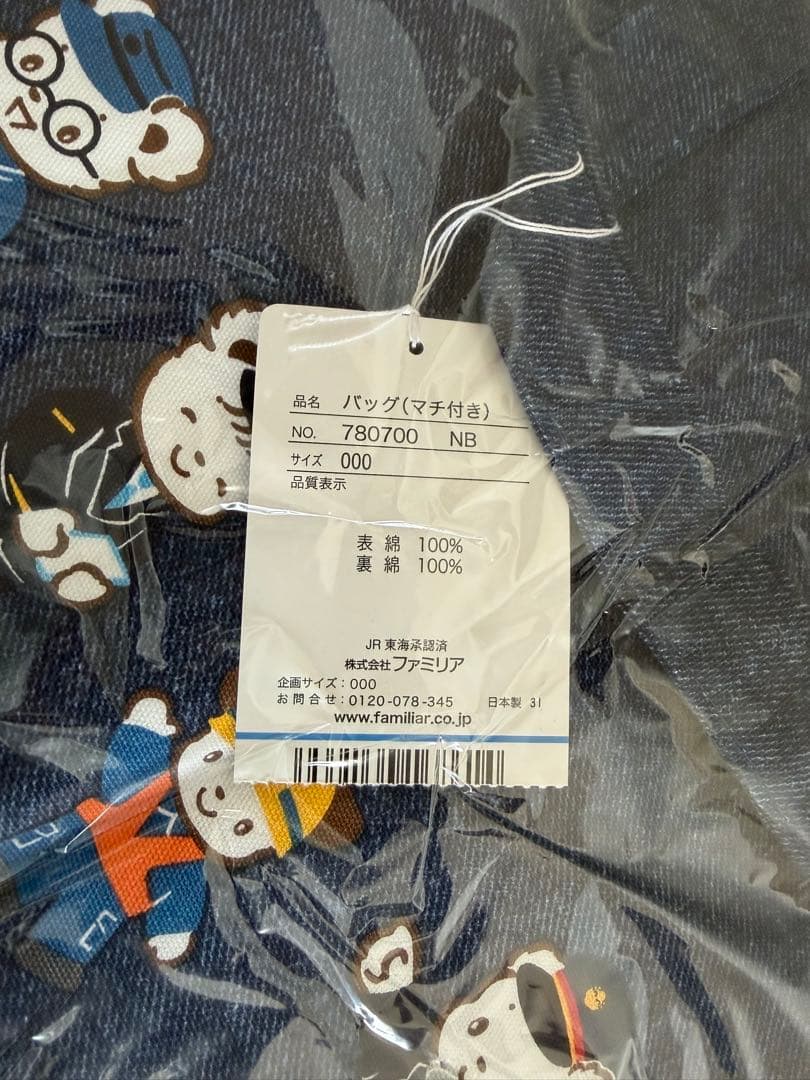 品名 バッグ(マチ付き)
NO. 780700 NB
サイズ 000
品質表示
表 綿 100%
裏 綿 100%
JR東海承認済
株式会社ファミリア
企画サイズ:000
お問合せ:0120-078-345 日本製 31
www.familiar.co.jp